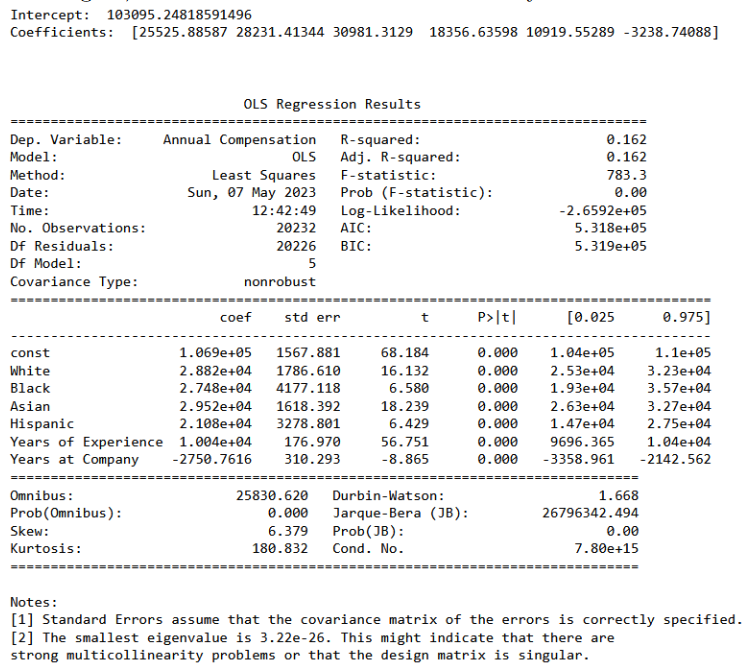 Intercept:  103095.24818591496
Coefficients:  [25525.88587 28231.41344 30981.3129  18356.63598 10919.55289 -3238.74088]
OLS Regression Results
==============================================================================
Dep. Variable:     Annual Compensation   R-squared:                       0.162
Model:                             OLS   Adj. R-squared:                  0.162
Method:                  Least Squares   F-statistic:                     783.3
Date:                 Sun, 07 May 2023   Prob (F-statistic):               0.00
Time:                         12:42:49   Log-Likelihood:            -2.6592e+05
No. Observations:                20232   AIC:                         5.318e+05
Df Residuals:                    20226   BIC:                         5.319e+05
Df Model:                            5
Covariance Type:             nonrobust
==============================================================================
coef    std err          t      P>|t|      [0.025      0.975]
------------------------------------------------------------------------------
const                1.069e+05   1567.881     68.184      0.000    1.04e+05     1.1e+05
White                2.882e+04   1786.610     16.132      0.000    2.53e+04    3.23e+04
Black                2.748e+04   4177.118      6.580      0.000    1.93e+04    3.57e+04
Asian                2.952e+04   1618.392     18.239      0.000    2.63e+04    3.27e+04
Hispanic             2.108e+04   3278.801      6.429      0.000    1.47e+04    2.75e+04
Years of Experience  1.004e+04    176.970     56.751      0.000    9696.365    1.04e+04
Years at Company    -2750.7616    310.293     -8.865      0.000   -3358.961   -2142.562
==============================================================================
Omnibus:                    25830.620   Durbin-Watson:                   1.668
Prob(Omnibus):                  0.000   Jarque-Bera (JB):         26796342.494
Skew:                           6.379   Prob(JB):                         0.00
Kurtosis:                     180.832   Cond. No.                     7.80e+15
==============================================================================
Notes:
[1] Standard Errors assume that the covariance matrix of the errors is correctly specified.
[2] The smallest eigenvalue is 3.22e-26. This might indicate that there are
strong multicollinearity problems or that the design matrix is singular.